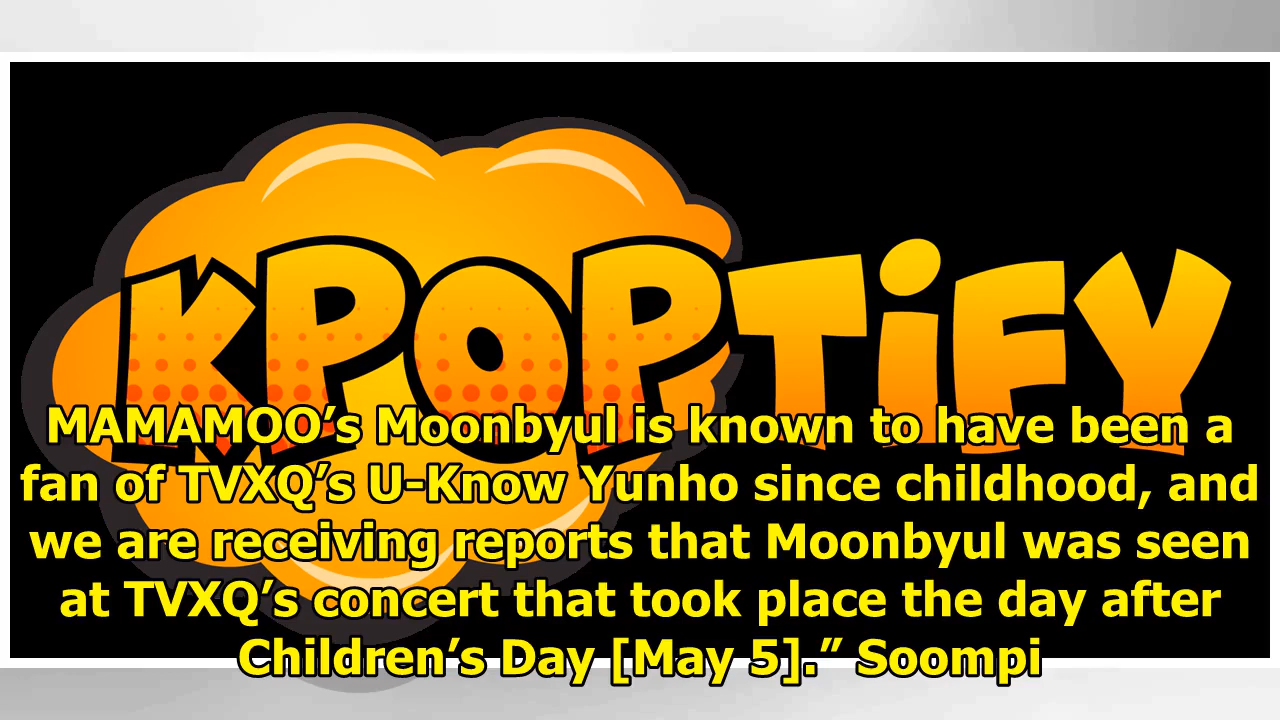 KPOPTiFY
MAMAMOO’s Moonbyul is known to have been a
fan of TVXQ’s U-Know Yunho since childhood, and
we are receiving reports that Moonbyul was seen
at TVXQ’s concert that took place the day after
Children’s Day [May 5].” Soompi